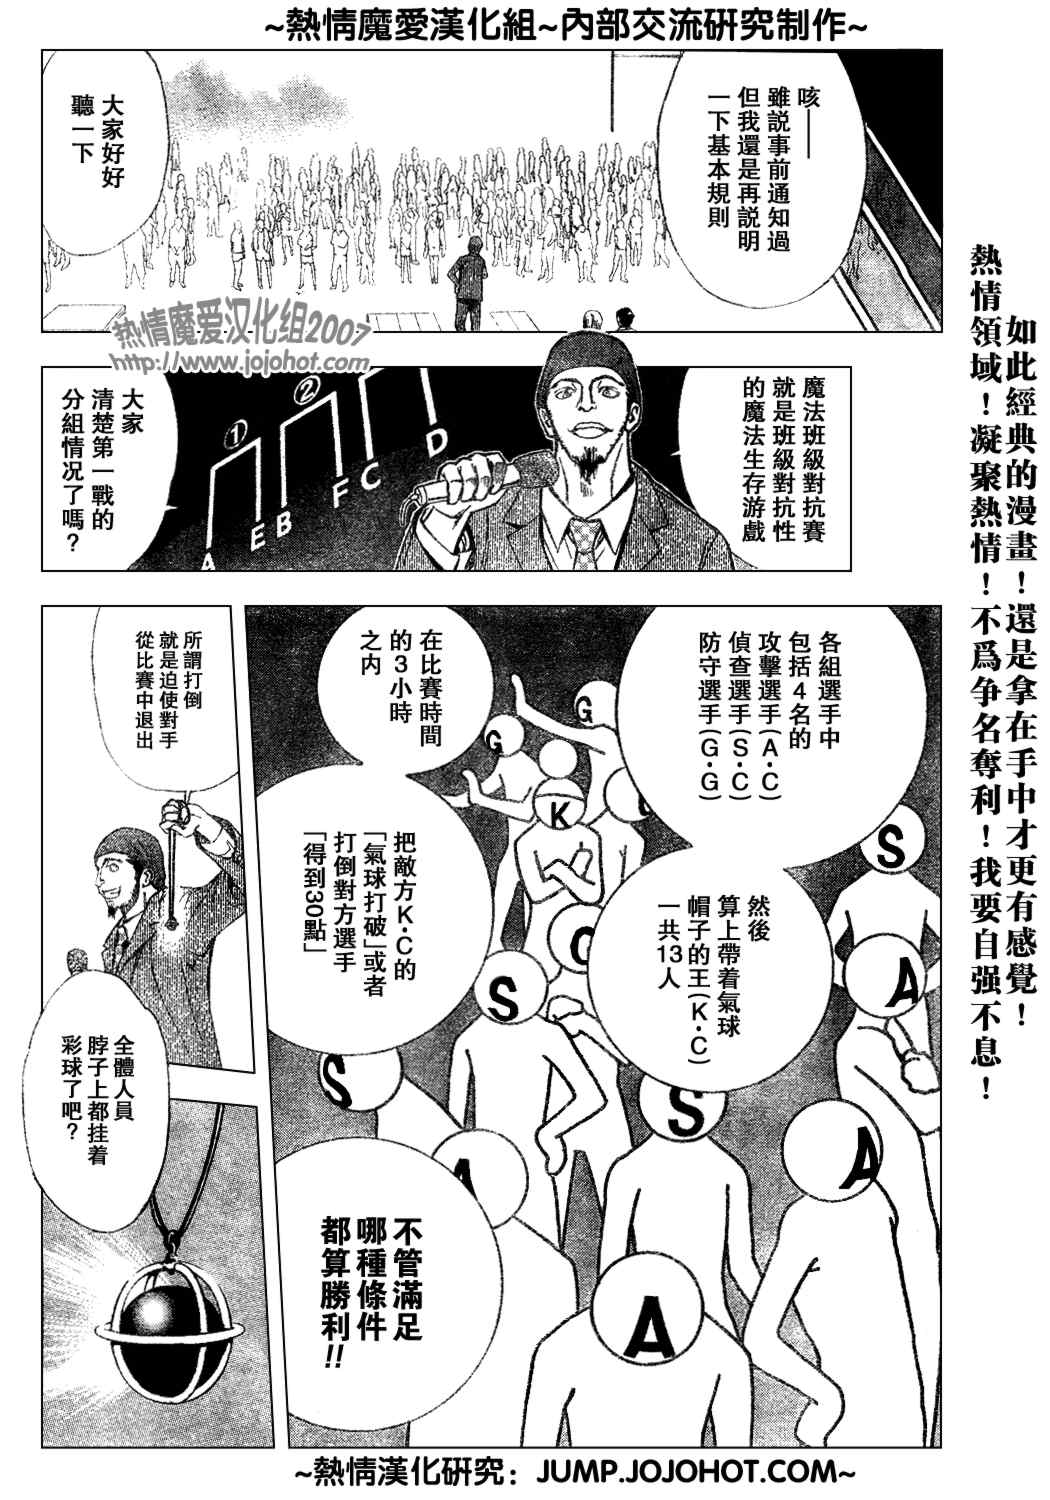 ~熱情魔愛漢化組~內部交流研究制作~
咳——
雖説事前通知過
但我還是再説明
一下基本規則
大家好好
聽一下
熱情魔爱汉化组2007
http://www.jojohot.com
魔法班級對抗賽
就是班級對抗性
的魔法生存游戲
①
②
A
E
B
F
C
D
大家
清楚第一戰的
分組情况了嗎？
各組選手中
包括4名的
攻擊選手(A·C)
偵查選手(S·C)
防守選手(G·G)
然後
算上帶着氣球
帽子的王(K·C)
一共13人
在比賽時間
的3小時
之内
把敵方K·C的
「氣球打破」或者
打倒對方選手
「得到30點」
不管滿足
哪種條件
都算勝利!!
G
G
K
G
G
S
A
S
S
S
A
A
A
所謂打倒
就是迫使對手
從比賽中退出
全體人員
脖子上都挂着
彩球了吧？
如此經典的漫畫！還是拿在手中才更有感覺！
熱情領域！凝聚熱情！不爲争名奪利！我要自强不息！
~熱情漢化研究：JUMP.JOJOHOT.COM~